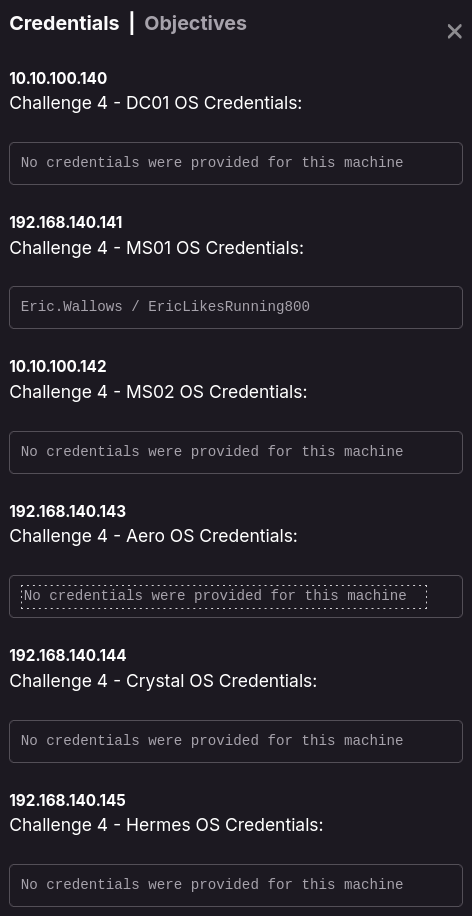 Credentials | Objectives
10.10.100.140
Challenge 4 - DC01 OS Credentials:
No credentials were provided for this machine
192.168.140.141
Challenge 4 - MS01 OS Credentials:
Eric.Wallows / EricLikesRunning800
10.10.100.142
Challenge 4 - MS02 OS Credentials:
No credentials were provided for this machine
192.168.140.143
Challenge 4 - Aero OS Credentials:
No credentials were provided for this machine
192.168.140.144
Challenge 4 - Crystal OS Credentials:
No credentials were provided for this machine
192.168.140.145
Challenge 4 - Hermes OS Credentials:
No credentials were provided for this machine